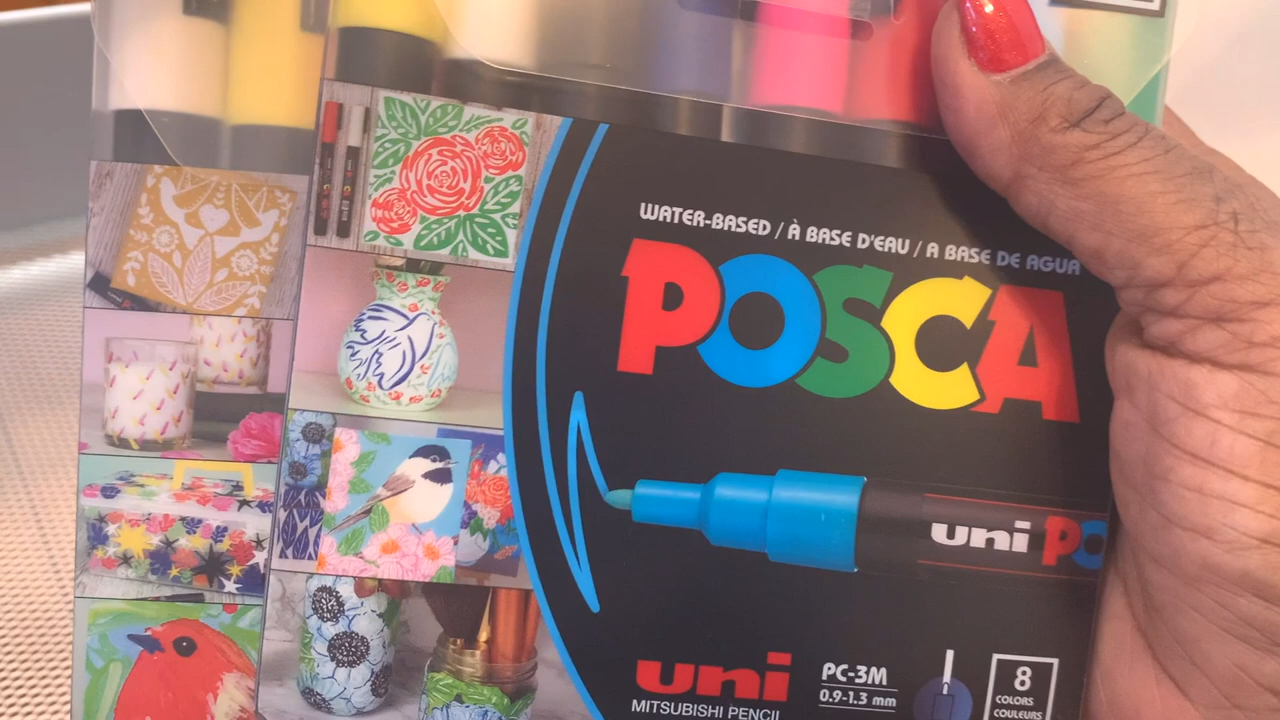 WATER-BASED / À BASE D'EAU / A BASE DE AGUA
POSCA
uni PO
uni
MITSUBISHI PENCIL
PC-3M
0.9-1.3 mm
8
COLORS
COULEURS